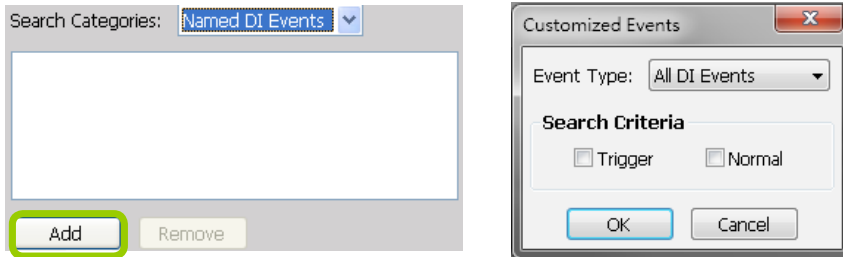 Search Categories: Named DI Events
Add Remove
Customized Events
Event Type: All DI Events
Search Criteria
Trigger Normal
OK Cancel